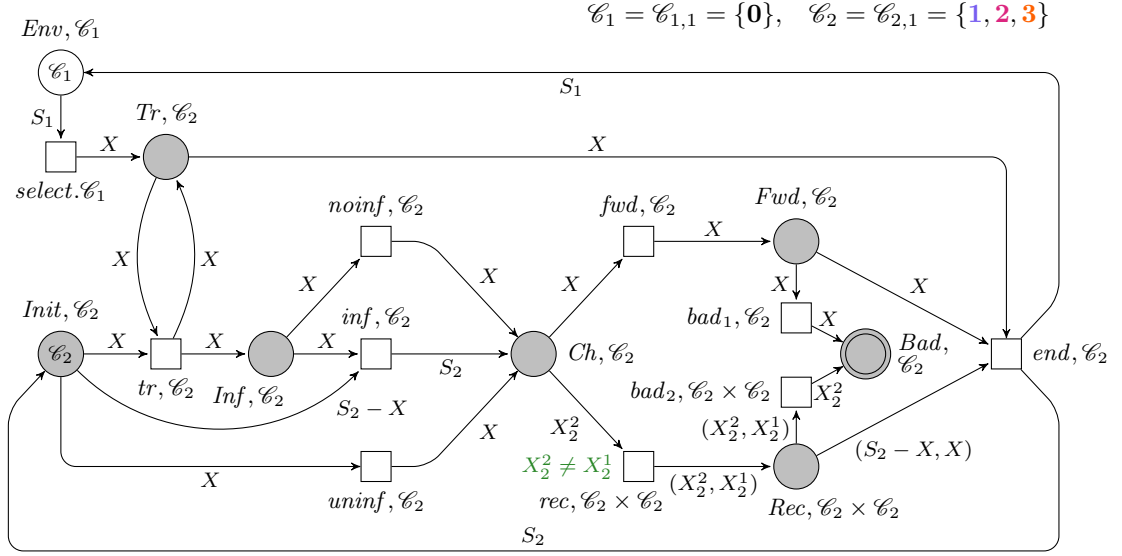 𝒞₁ = 𝒞₁,₁ = {0}, 𝒞₂ = 𝒞₂,₁ = {1, 2, 3}
Env, 𝒞₁
𝒞₁
S₁
S₁
Tr, 𝒞₂
X
X
select.𝒞₁
noinf, 𝒞₂
fwd, 𝒞₂
Fwd, 𝒞₂
X
X
X
X
X
X
X
X
Init, 𝒞₂
inf, 𝒞₂
bad₁, 𝒞₂
X
𝒞₂
X
X
X
S₂
Ch, 𝒞₂
Bad,
𝒞₂
end, 𝒞₂
tr, 𝒞₂
Inf, 𝒞₂
S₂ − X
bad₂, 𝒞₂ × 𝒞₂
X₂²
X
X₂²
(X₂², X₂¹)
X
X₂² ≠ X₂¹
(S₂ − X, X)
uninf, 𝒞₂
rec, 𝒞₂ × 𝒞₂
(X₂², X₂¹)
Rec, 𝒞₂ × 𝒞₂
S₂